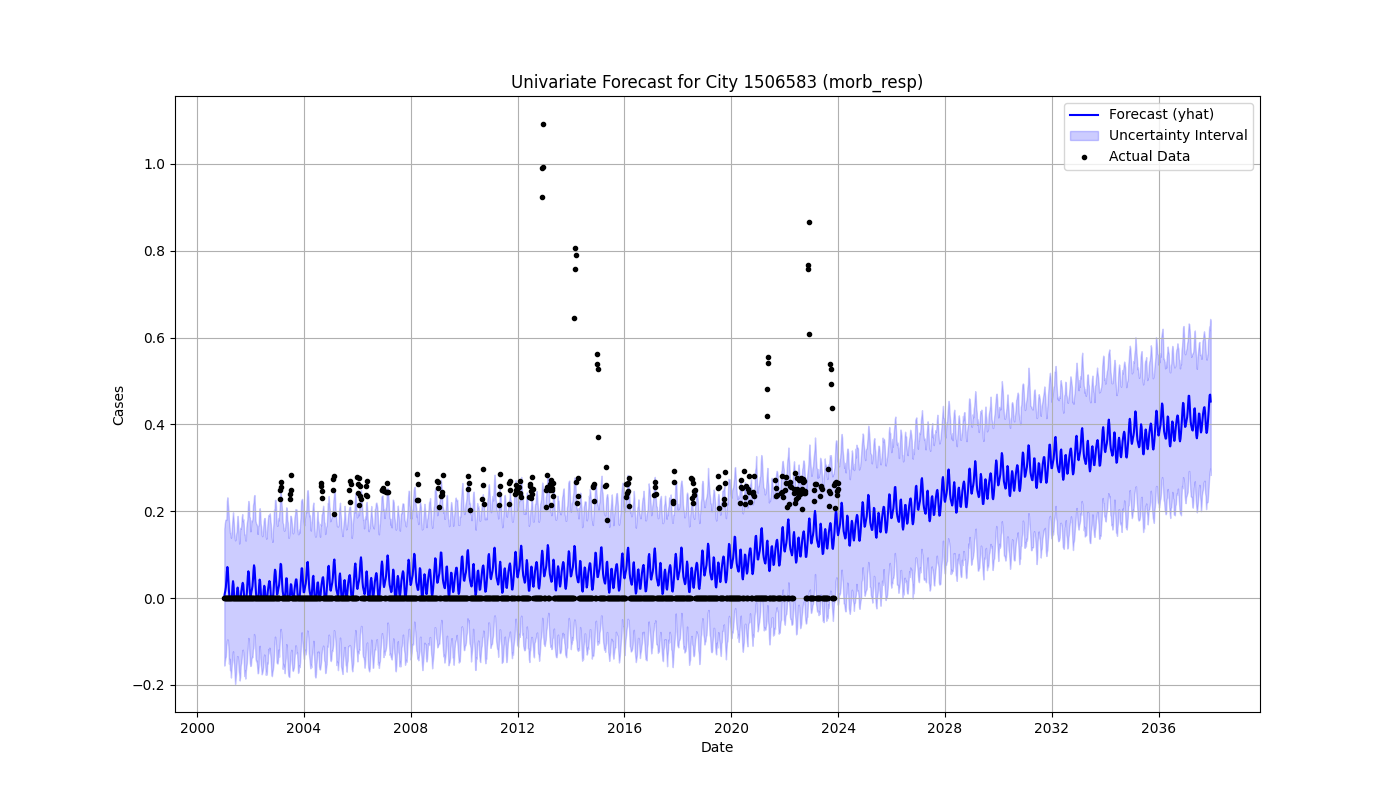 Univariate Forecast for City 1506583 (morb_resp)
Forecast (yhat)
Uncertainty Interval
Actual Data
Cases
1.0
0.8
0.6
0.4
0.2
0.0
−0.2
2000 2004 2008 2012 2016 2020 2024 2028 2032 2036
Date